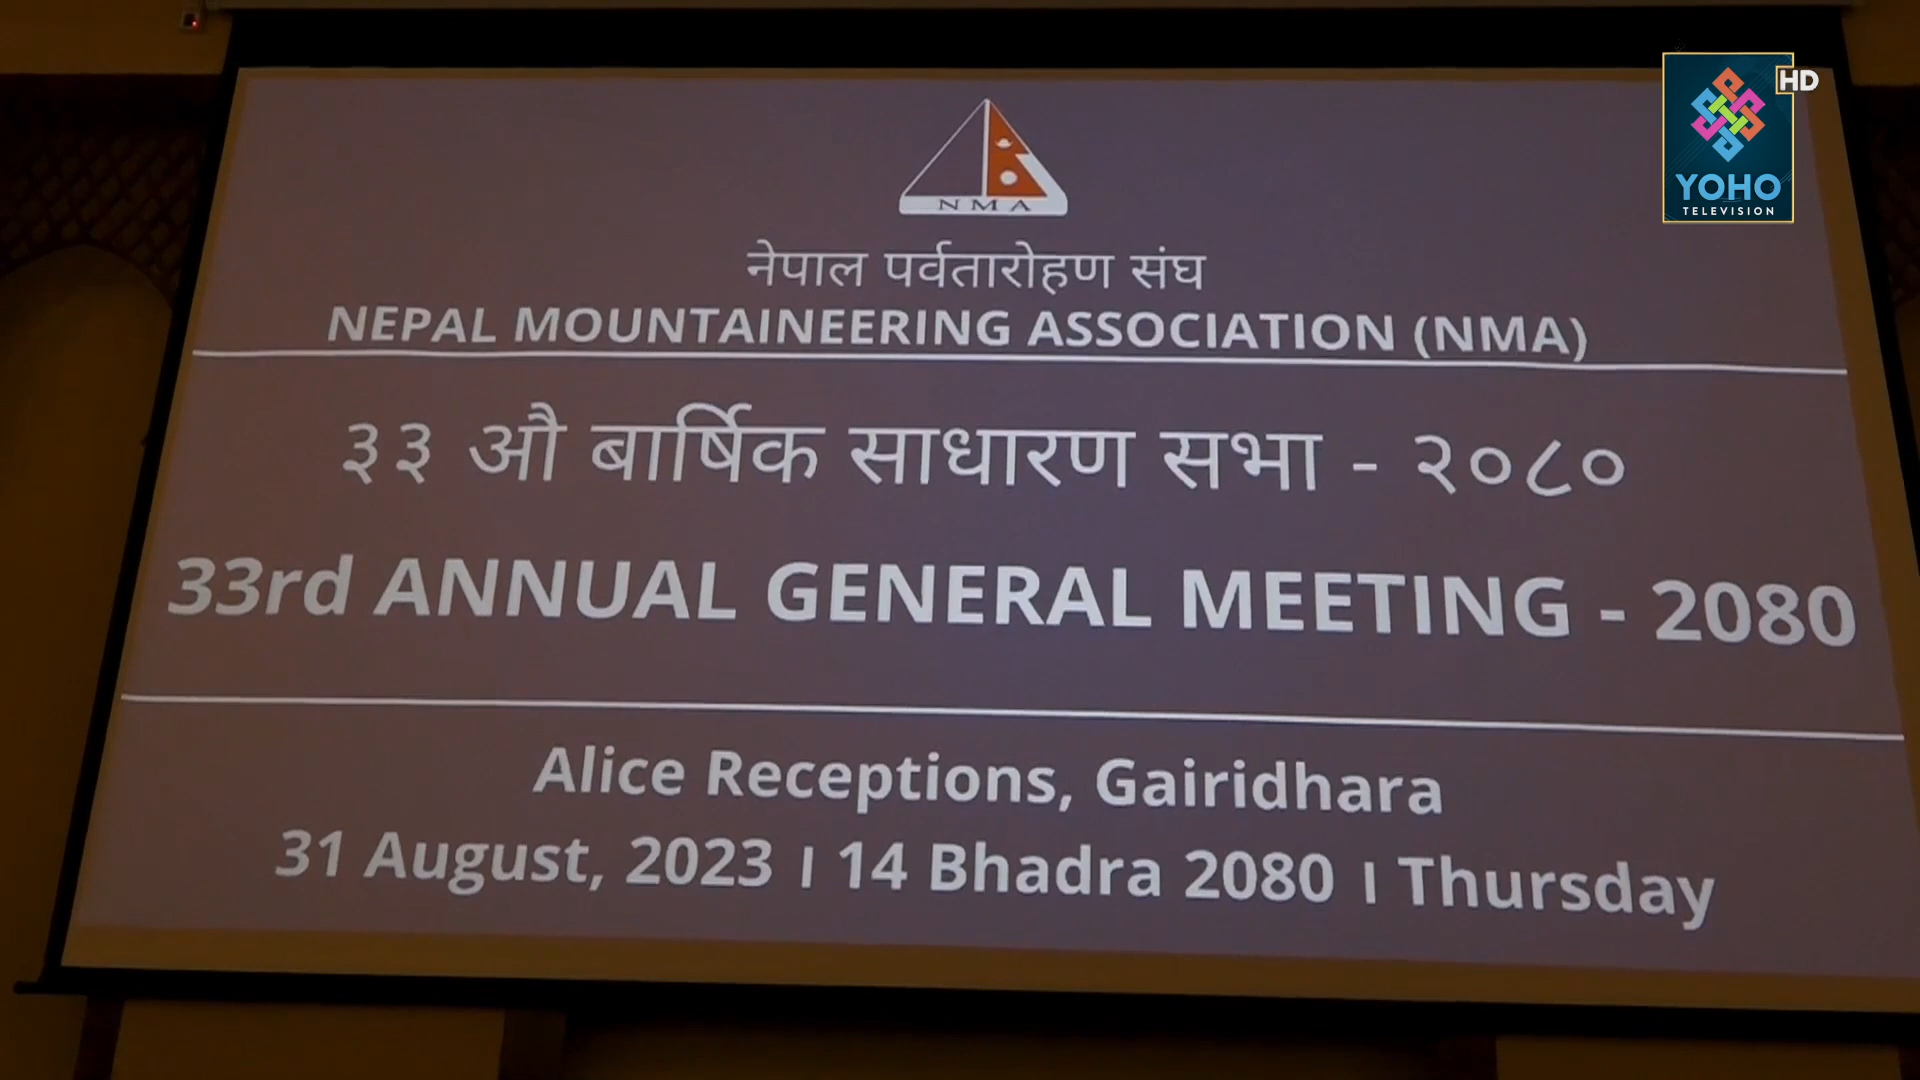 HD
YOHO
TELEVISION
NMA
नेपाल पर्वतारोहण संघ
NEPAL MOUNTAINEERING ASSOCIATION (NMA)
३३ औ बार्षिक साधारण सभा - २०८०
33rd ANNUAL GENERAL MEETING - 2080
Alice Receptions, Gairidhara
31 August, 2023 । 14 Bhadra 2080 । Thursday